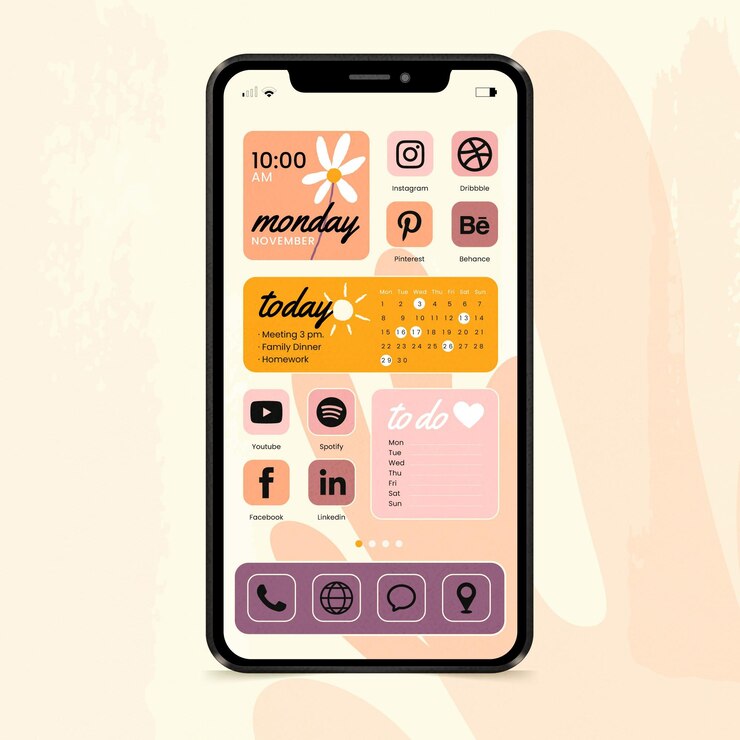 10:00
AM
monday
NOVEMBER
Instagram
Dribbble
Pinterest
Bē
Behance
today
· Meeting 3 pm.
· Family Dinner
· Homework
Mon Tue Wed Thu Fri Sat Sun
1 2 3 4 5 6 7
8 9 10 11 12 13 14
15 16 17 18 19 20 21
22 23 24 25 26 27 28
29 30
Youtube
Spotify
f
in
Facebook
Linkedin
to do
Mon
Tue
Wed
Thu
Fri
Sat
Sun